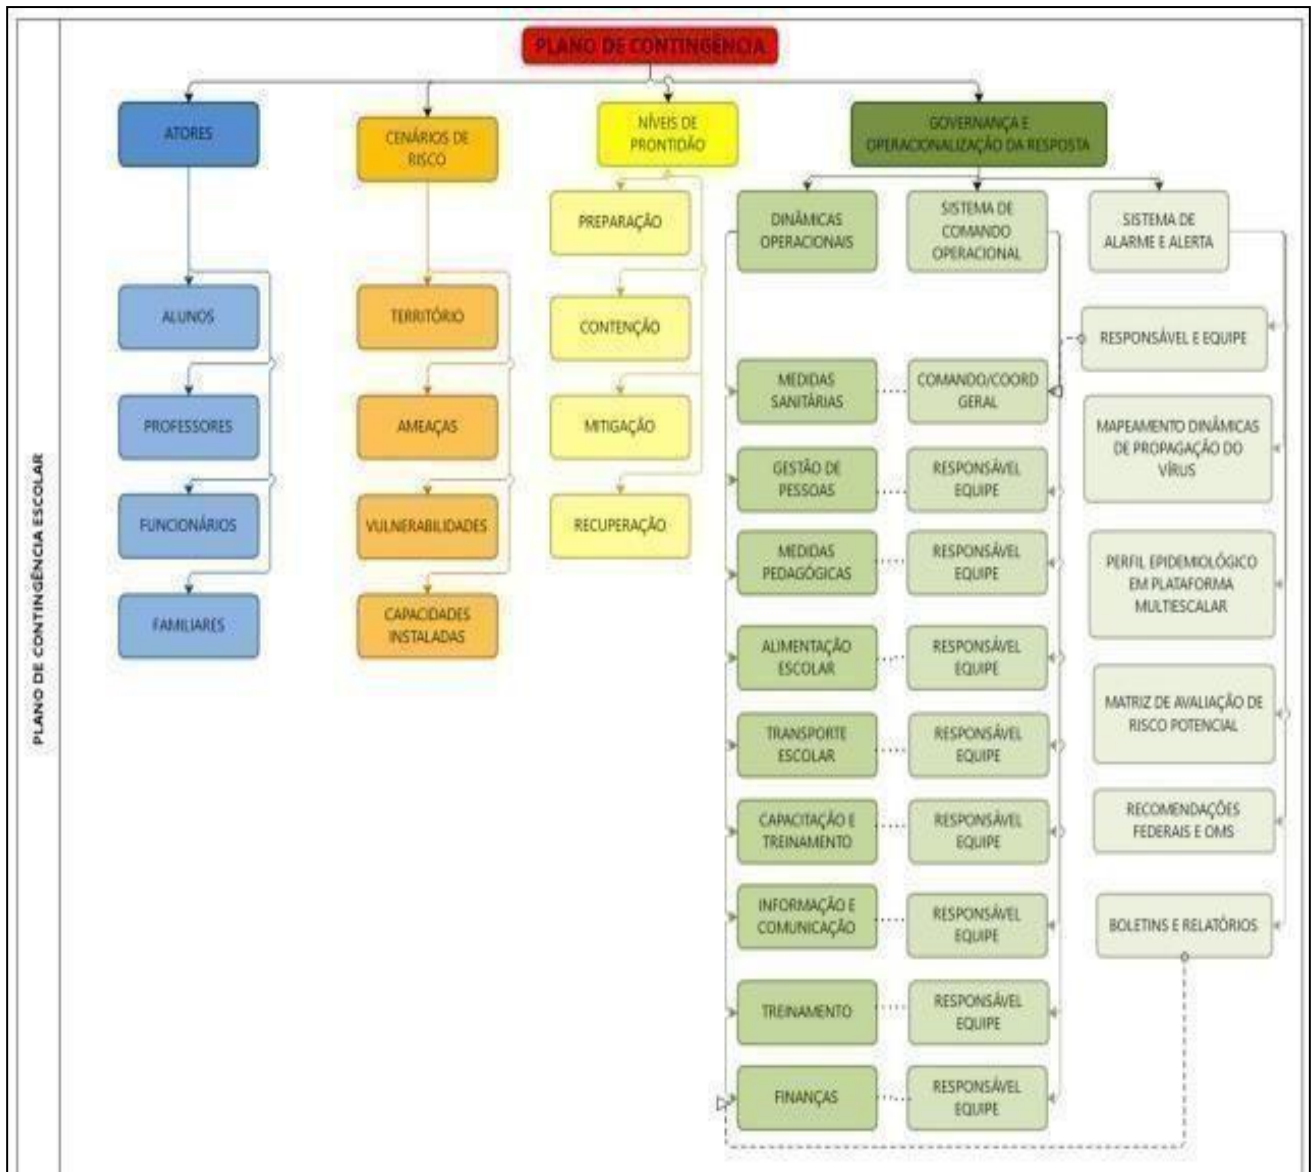 PLANO DE CONTINGÊNCIA ESCOLAR
PLANO DE CONTINGÊNCIA
ATORES
ALUNOS
PROFESSORES
FUNCIONÁRIOS
FAMILIARES
CENÁRIOS DE
RISCO
TERRITÓRIO
AMEAÇAS
VULNERABILIDADES
CAPACIDADES
INSTALADAS
NÍVEIS DE
PRONTIDÃO
PREPARAÇÃO
CONTENÇÃO
MITIGAÇÃO
RECUPERAÇÃO
GOVERNANÇA E
OPERACIONALIZAÇÃO DA RESPOSTA
DINÂMICAS
OPERACIONAIS
MEDIDAS
SANITÁRIAS
GESTÃO DE
PESSOAS
MEDIDAS
PEDAGÓGICAS
ALIMENTAÇÃO
ESCOLAR
TRANSPORTE
ESCOLAR
CAPACITAÇÃO E
TREINAMENTO
INFORMAÇÃO E
COMUNICAÇÃO
TREINAMENTO
FINANÇAS
SISTEMA DE
COMANDO
OPERACIONAL
COMANDO/COORD
GERAL
RESPONSÁVEL
EQUIPE
RESPONSÁVEL
EQUIPE
RESPONSÁVEL
EQUIPE
RESPONSÁVEL
EQUIPE
RESPONSÁVEL
EQUIPE
RESPONSÁVEL
EQUIPE
RESPONSÁVEL
EQUIPE
RESPONSÁVEL
EQUIPE
SISTEMA DE
ALARME E ALERTA
RESPONSÁVEL E EQUIPE
MAPEAMENTO DINÂMICAS
DE PROPAGAÇÃO DO
VÍRUS
PERFIL EPIDEMIOLÓGICO
EM PLATAFORMA
MULTIESCALAR
MATRIZ DE AVALIAÇÃO DE
RISCO POTENCIAL
RECOMENDAÇÕES
FEDERAIS E OMS
BOLETINS E RELATÓRIOS